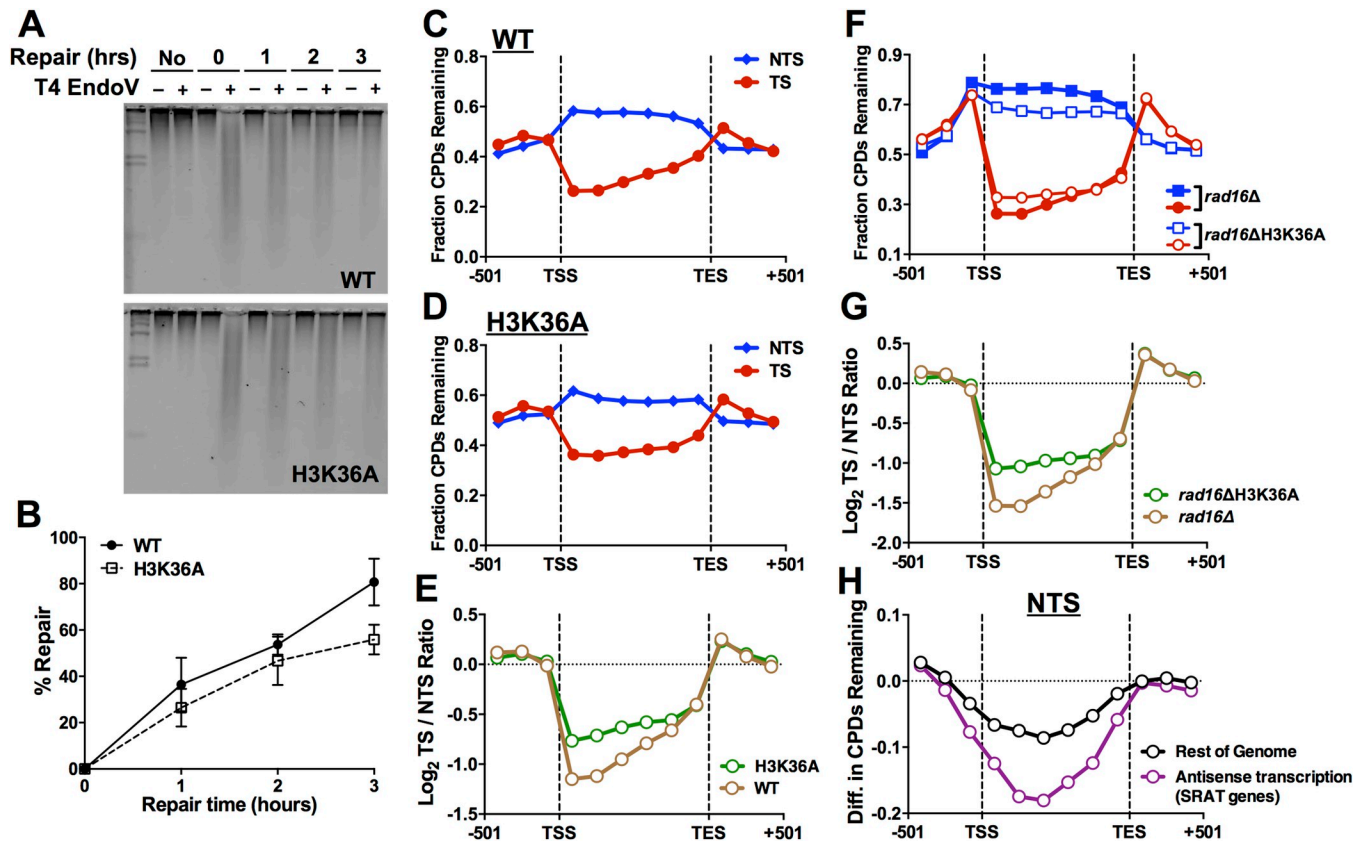 A
Repair (hrs) No 0 1 2 3
T4 EndoV – + – + – + – + – +
WT
H3K36A
B
% Repair
100
80
60
40
20
0
WT
H3K36A
0 1 2 3
Repair time (hours)
C WT
Fraction CPDs Remaining
0.8
0.6
0.4
0.2
0.0
NTS
TS
-501 TSS TES +501
D H3K36A
Fraction CPDs Remaining
0.8
0.6
0.4
0.2
0.0
NTS
TS
-501 TSS TES +501
E
Log2 TS / NTS Ratio
0.5
0.0
-0.5
-1.0
-1.5
H3K36A
WT
-501 TSS TES +501
F
Fraction CPDs Remaining
0.9
0.7
0.5
0.3
0.1
rad16Δ
rad16ΔH3K36A
-501 TSS TES +501
G
Log2 TS / NTS Ratio
0.0
-0.5
-1.0
-1.5
-2.0
rad16ΔH3K36A
rad16Δ
-501 TSS TES +501
H NTS
Diff. in CPDs Remaining
0.1
0.0
-0.1
-0.2
Rest of Genome
Antisense transcription
(SRAT genes)
-501 TSS TES +501